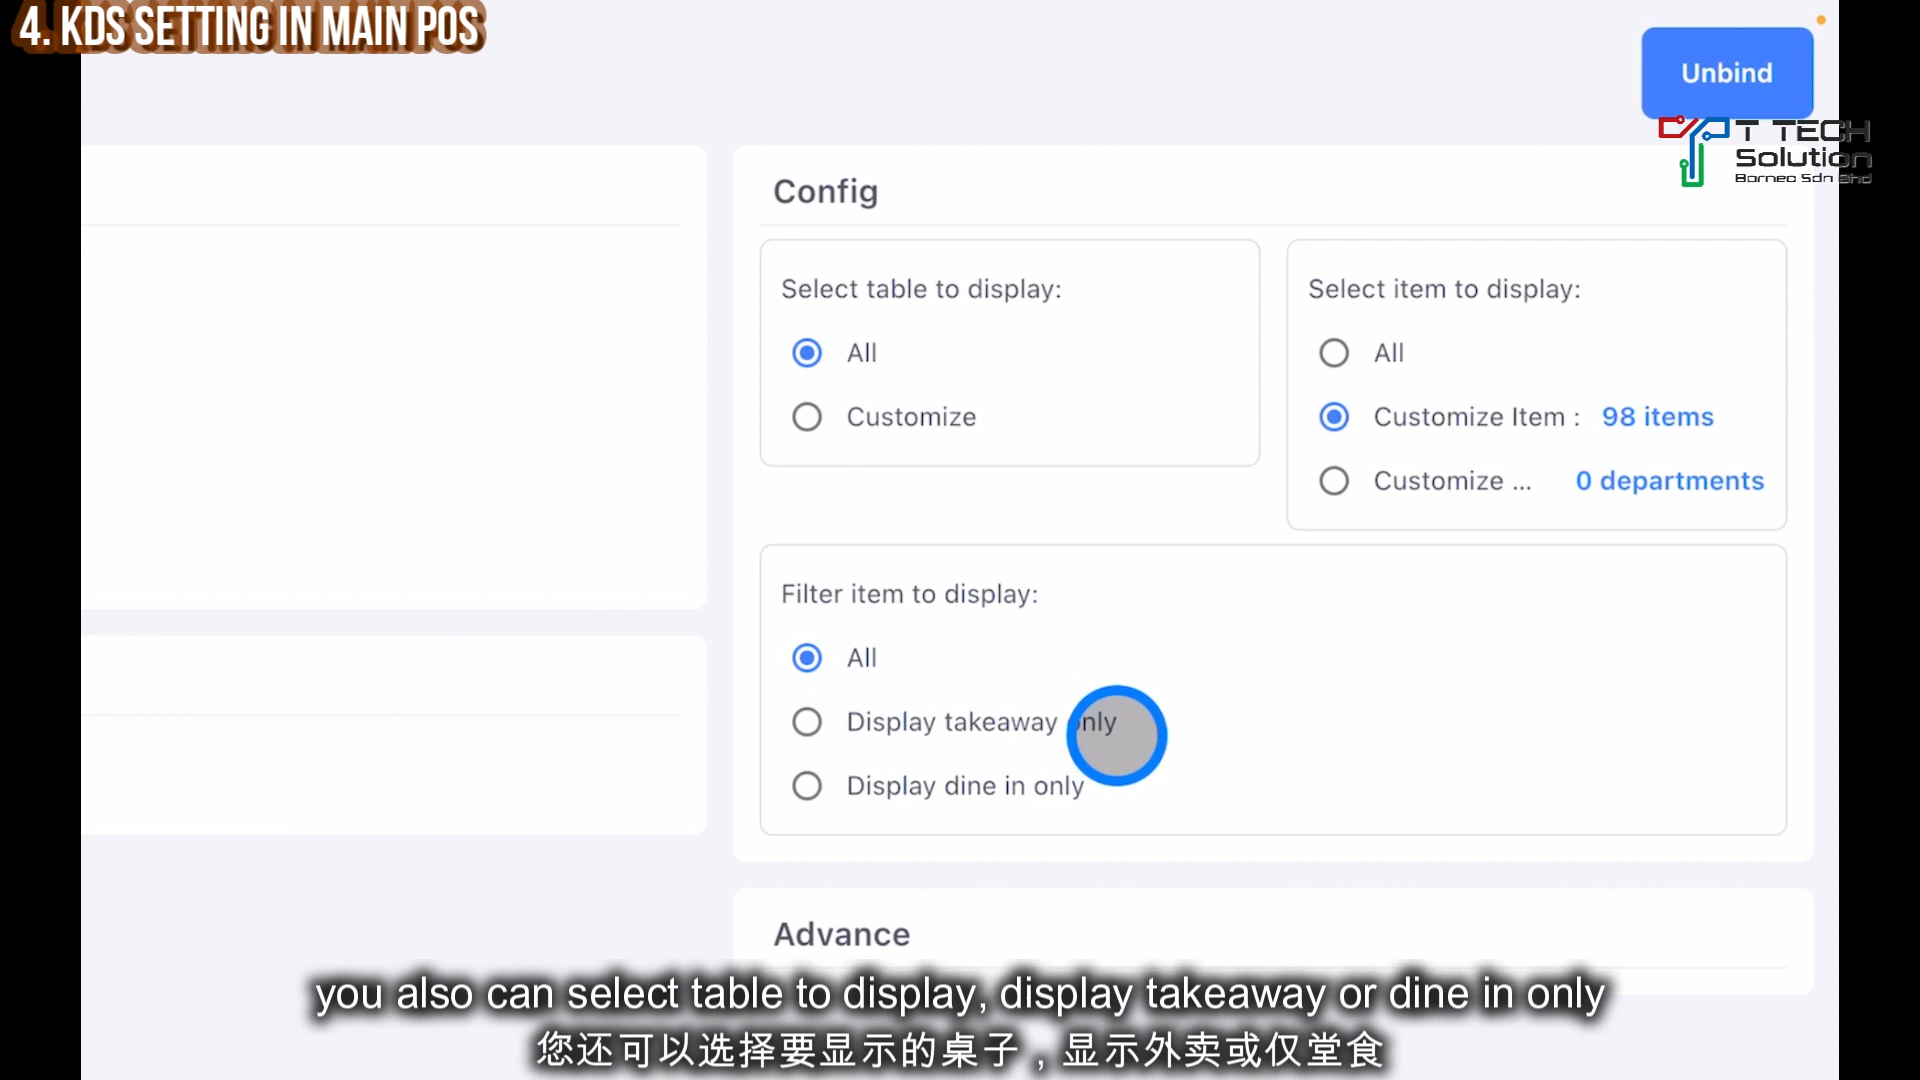 4. KDS SETTING IN MAIN POS
Unbind
T TECH
Solution
Borneo Sdn Bhd
Config
Select table to display:
All
Customize
Select item to display:
All
Customize Item : 98 items
Customize ... 0 departments
Filter item to display:
All
Display takeaway only
Display dine in only
Advance
you also can select table to display, display takeaway or dine in only
您还可以选择要显示的桌子，显示外卖或仅堂食